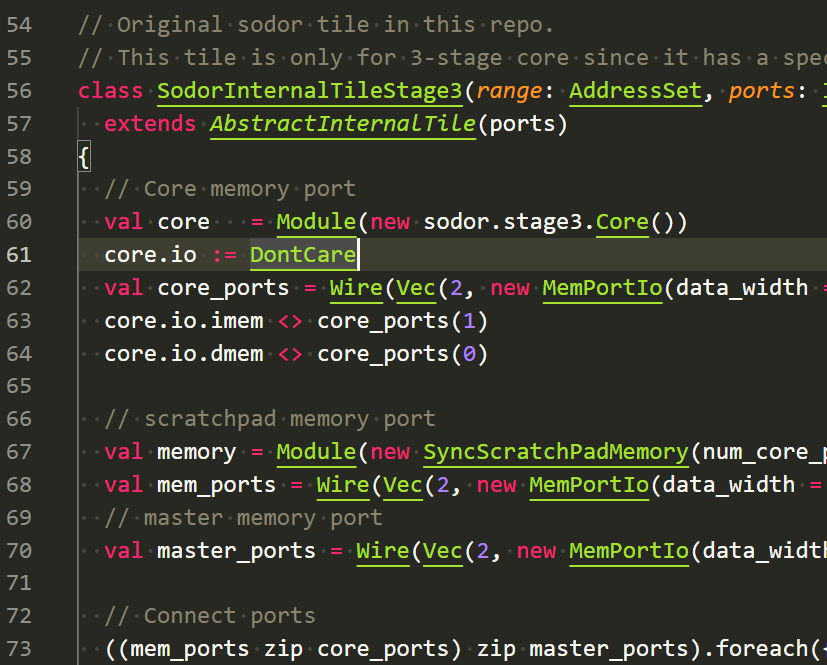 54 // Original sodor tile in this repo.
55 // This tile is only for 3-stage core since it has a
56 class SodorInternalTileStage3(range: AddressSet, ports:
57 extends AbstractInternalTile(ports)
58 {
59 // Core memory port
60 val core   = Module(new sodor.stage3.Core())
61 core.io := DontCare
62 val core_ports = Wire(Vec(2, new MemPortIo(data_width =
63 core.io.imem <> core_ports(1)
64 core.io.dmem <> core_ports(0)
65
66 // scratchpad memory port
67 val memory = Module(new SyncScratchPadMemory(num_core_
68 val mem_ports = Wire(Vec(2, new MemPortIo(data_width =
69 // master memory port
70 val master_ports = Wire(Vec(2, new MemPortIo(data_width
71
72 // Connect ports
73 ((mem_ports zip core_ports) zip master_ports).foreach({